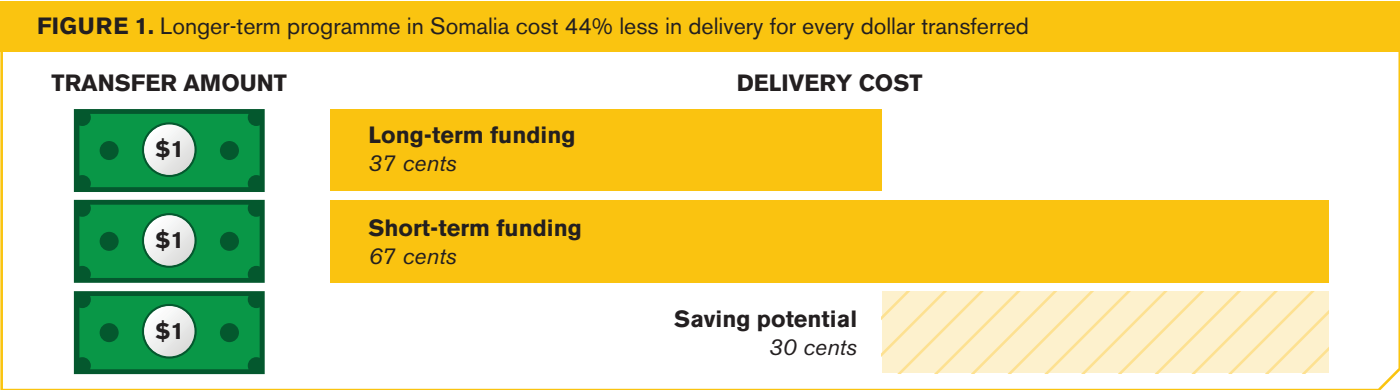 FIGURE 1. Longer-term programme in Somalia cost 44% less in delivery for every dollar transferred
TRANSFER AMOUNT
DELIVERY COST
$1
Long-term funding
37 cents
$1
Short-term funding
67 cents
$1
Saving potential
30 cents